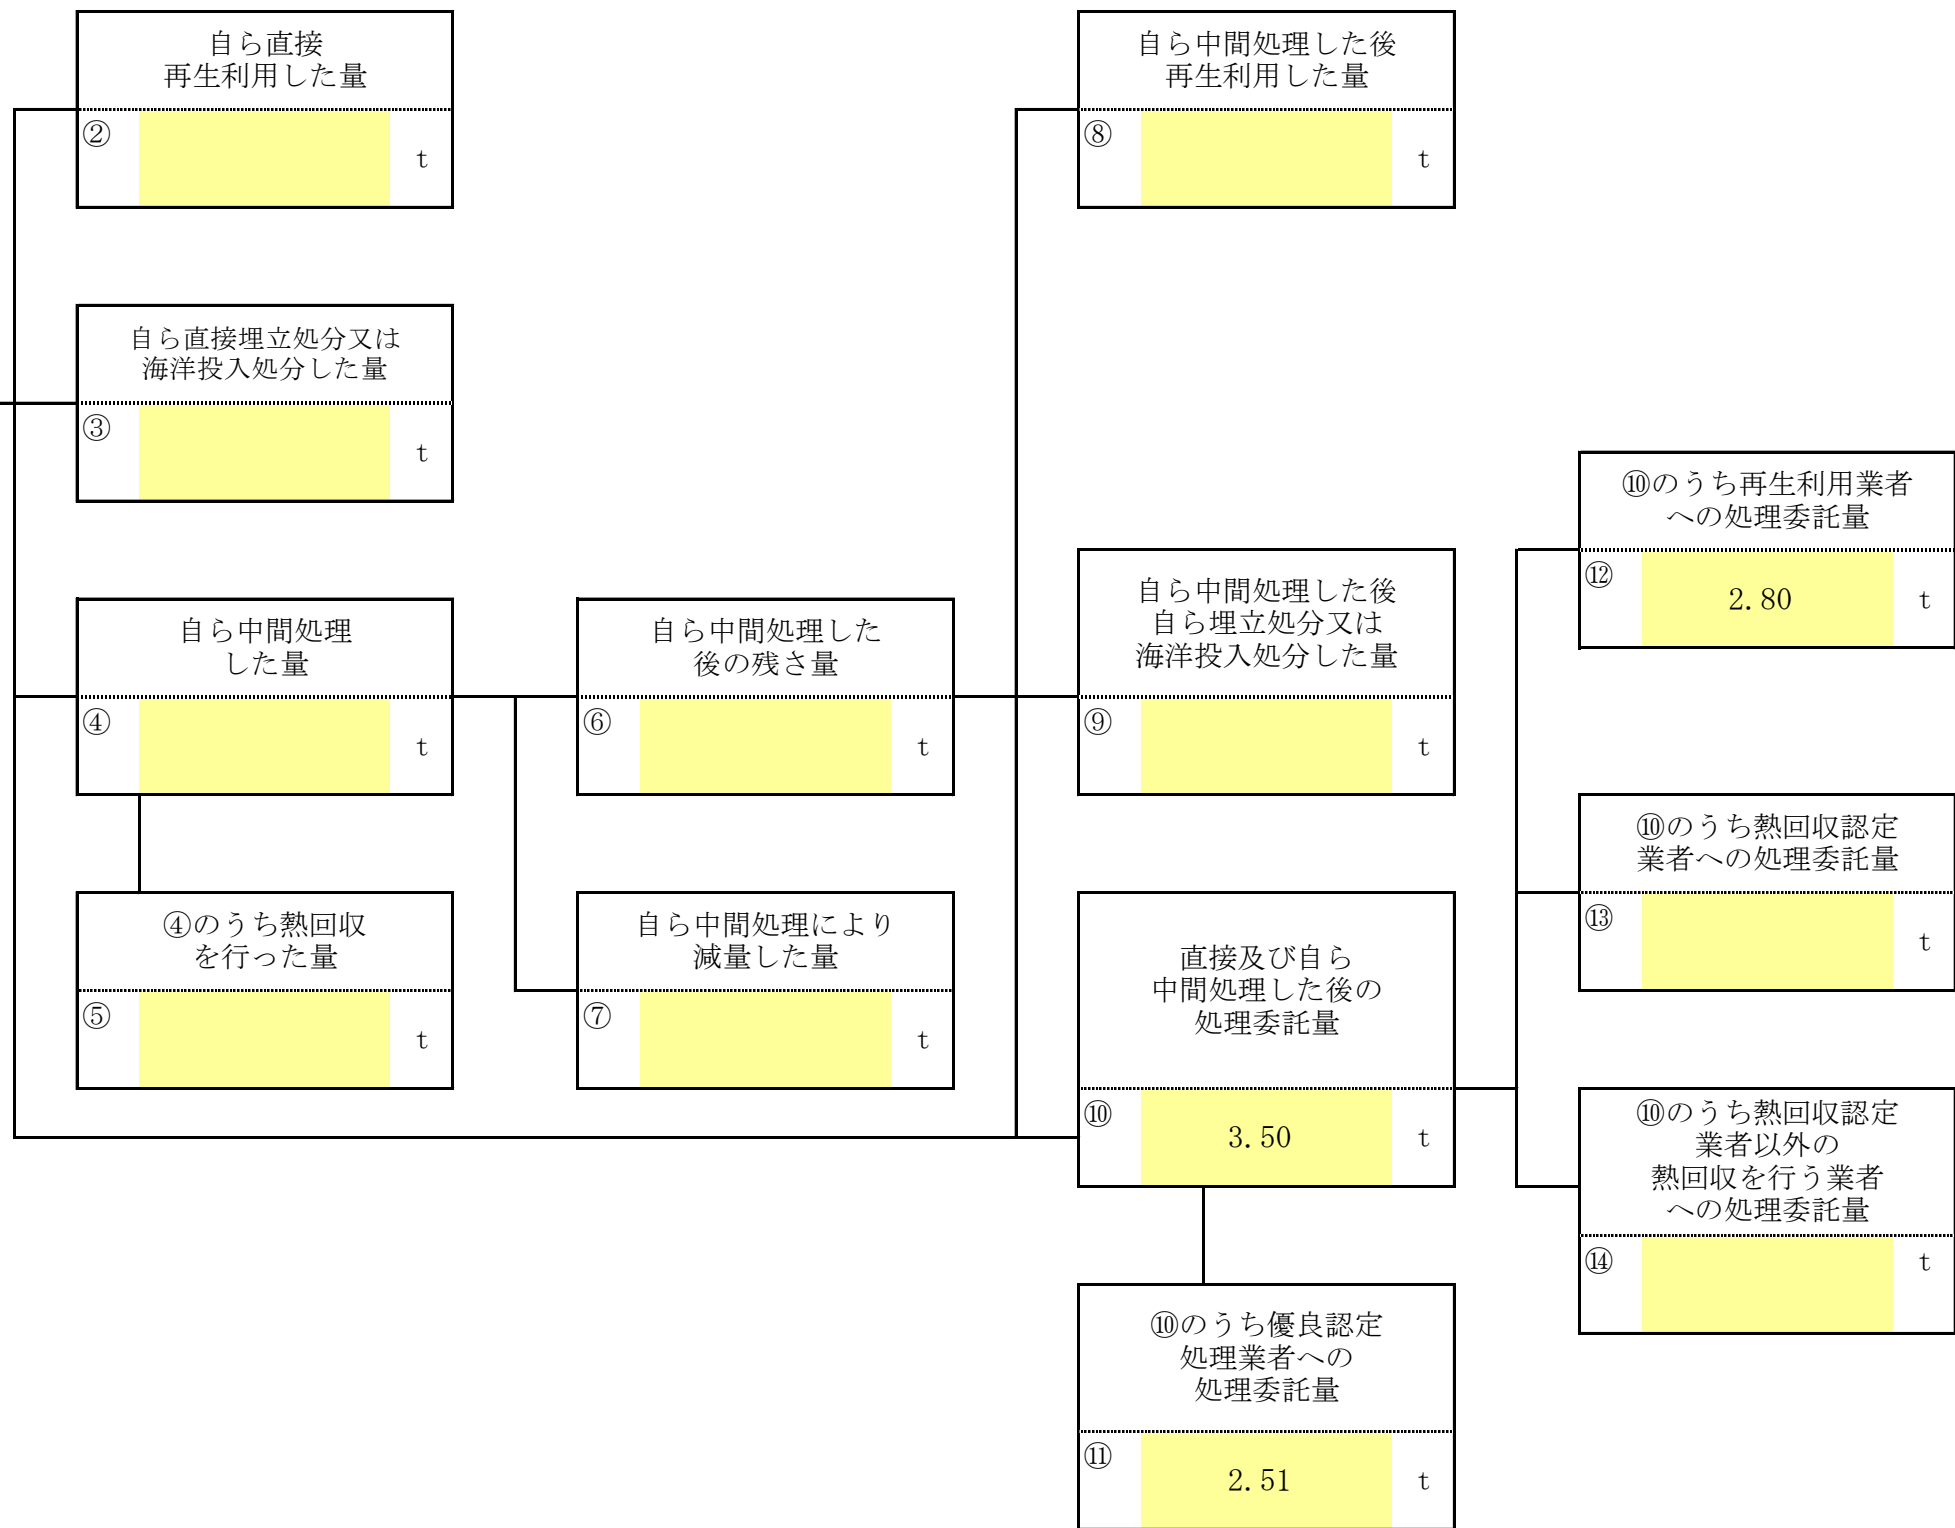 自ら直接
再生利用した量
②
t
自ら中間処理した後
再生利用した量
⑧
t
自ら直接埋立処分又は
海洋投入処分した量
③
t
⑩のうち再生利用業者
への処理委託量
⑫
2.80 t
自ら中間処理
した量
④
t
自ら中間処理した
後の残さ量
⑥
t
自ら中間処理した後
自ら埋立処分又は
海洋投入処分した量
⑨
t
⑩のうち熱回収認定
業者への処理委託量
⑬
t
④のうち熱回収
を行った量
⑤
t
自ら中間処理により
減量した量
⑦
t
直接及び自ら
中間処理した後の
処理委託量
⑩
3.50 t
⑩のうち熱回収認定
業者以外の
熱回収を行う業者
への処理委託量
⑭ t
⑩のうち優良認定
処理業者への
処理委託量
⑪
2.51 t